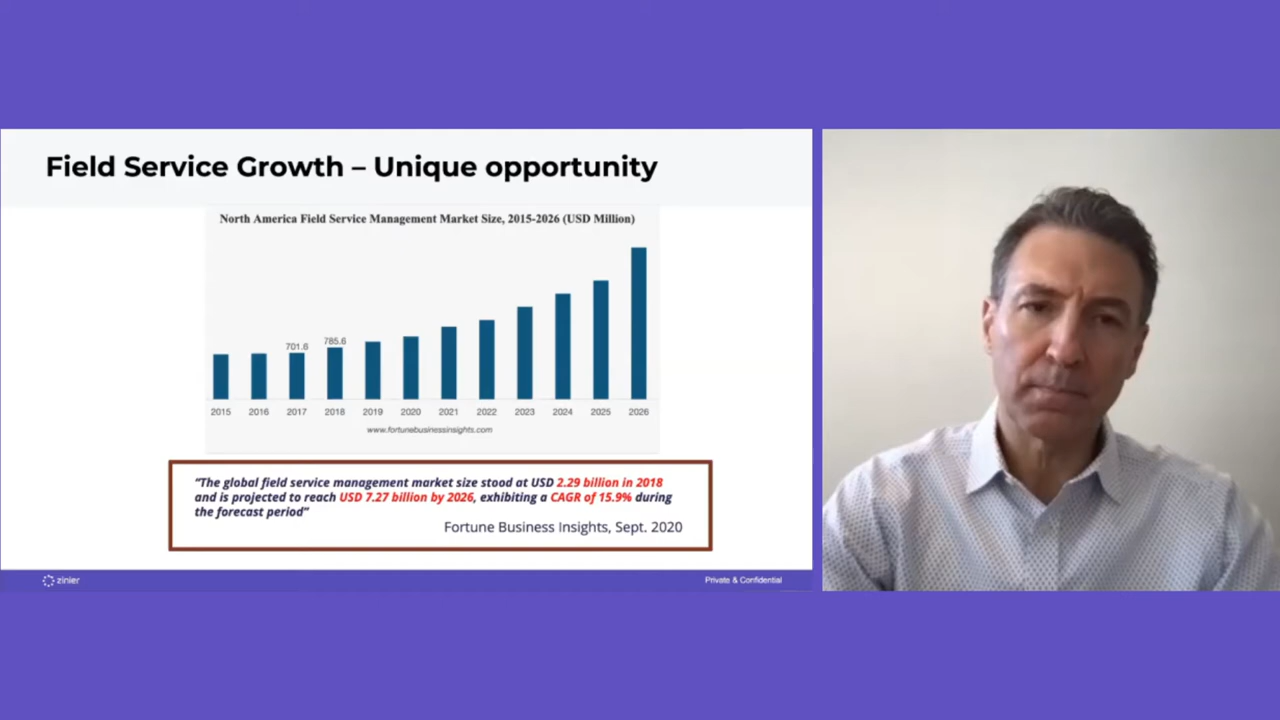 Field Service Growth – Unique opportunity
North America Field Service Management Market Size, 2015-2026 (USD Million)
701.6
785.6
2015 2016 2017 2018 2019 2020 2021 2022 2023 2024 2025 2026
www.fortunebusinessinsights.com
"The global field service management market size stood at USD 2.29 billion in 2018
and is projected to reach USD 7.27 billion by 2026, exhibiting a CAGR of 15.9% during
the forecast period"
Fortune Business Insights, Sept. 2020
zinier
Private & Confidential